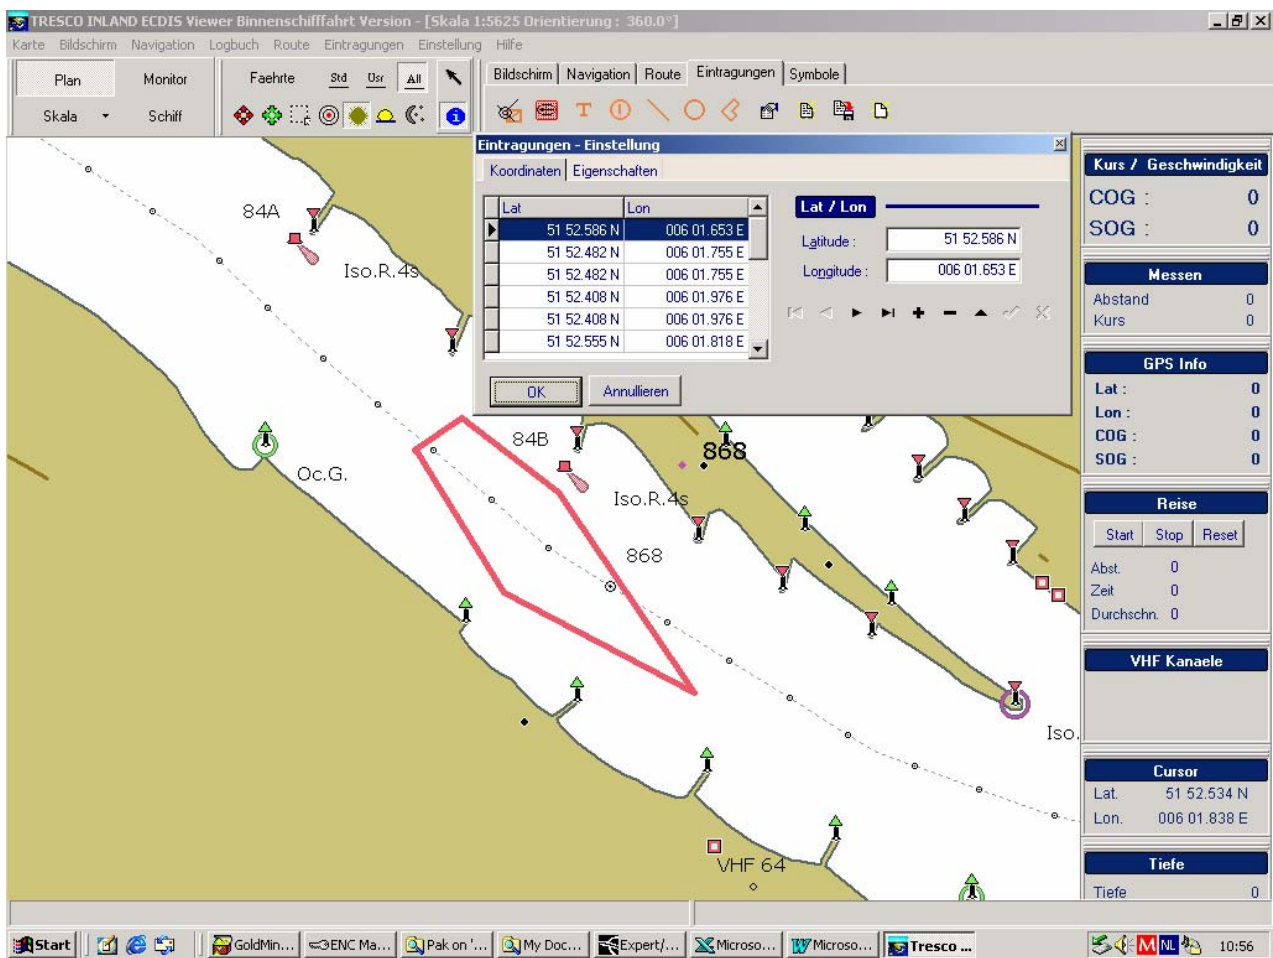 TRESCO INLAND ECDIS Viewer Binnenschifffahrt Version - [Skala 1:5625 Orientierung : 360.0°]
Karte Bildschirm Navigation Logbuch Route Eintragungen Einstellung Hilfe
Plan Monitor Faehrte Std Usr All
Bildschirm Navigation Route Eintragungen Symbole
Skala Schiff
Eintragungen - Einstellung
Koordinaten Eigenschaften
Lat Lon
51 52.586 N 006 01.653 E
51 52.482 N 006 01.755 E
51 52.482 N 006 01.755 E
51 52.408 N 006 01.976 E
51 52.408 N 006 01.976 E
51 52.555 N 006 01.818 E
Lat / Lon
Latitude : 51 52.586 N
Longitude : 006 01.653 E
OK Annullieren
84A
Iso.R.4s
84B
868
Oc.G.
Iso.R.4s
868
Iso.
VHF 64
Kurs / Geschwindigkeit
COG : 0
SOG : 0
Messen
Abstand 0
Kurs 0
GPS Info
Lat : 0
Lon : 0
COG : 0
SOG : 0
Reise
Start Stop Reset
Abst. 0
Zeit 0
Durchschn. 0
VHF Kanaele
Cursor
Lat. 51 52.534 N
Lon. 006 01.838 E
Tiefe
Tiefe 0
Start GoldMin... ENC Ma... Pak on '... My Doc... Expert/... Microso... Microso... Tresco ... NL 10:56